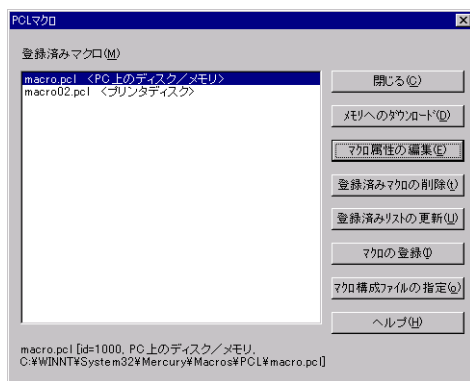 PCLマクロ
登録済みマクロ(M)
macro.pcl 〈PC上のディスク／メモリ〉
macro02.pcl 〈プリンタディスク〉
閉じる(C)
メモリへのダウンロード(D)
マクロ属性の編集(E)
登録済みマクロの削除(t)
登録済みリストの更新(U)
マクロの登録(I)
マクロ構成ファイルの指定(o)
ヘルプ(H)
macro.pcl [id=1000, PC上のディスク／メモリ,
C:¥WINNT¥System32¥Mercury¥Macros¥PCL¥macro.pcl]